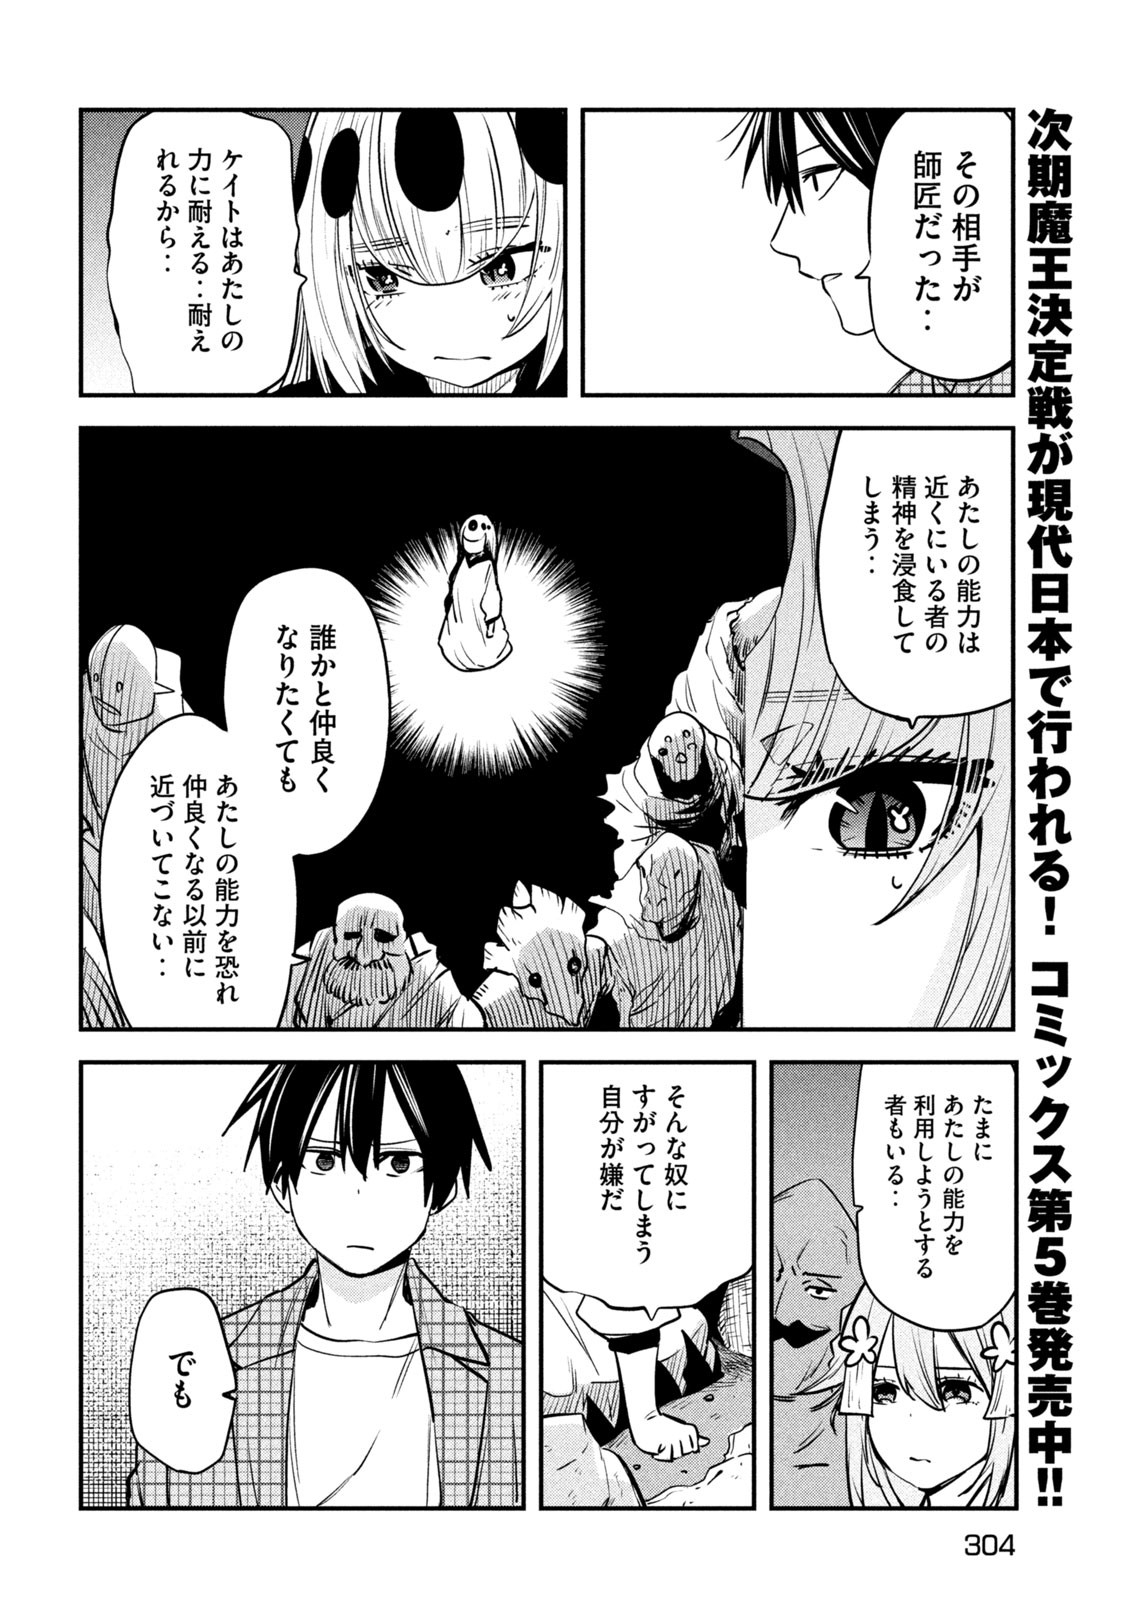 次期魔王決定戦が現代日本で行われる！ コミックス第5巻発売中!!
その相手が
師匠だった‥
ケイトはあたしの
力に耐える‥耐え
れるから‥
あたしの能力は
近くにいる者の
精神を浸食して
しまう‥
誰かと仲良く
なりたくても
あたしの能力を恐れ
仲良くなる以前に
近づいてこない‥
たまに
あたしの能力を
利用しようとする
者もいる‥
そんな奴に
すがってしまう
自分が嫌だ
でも
304